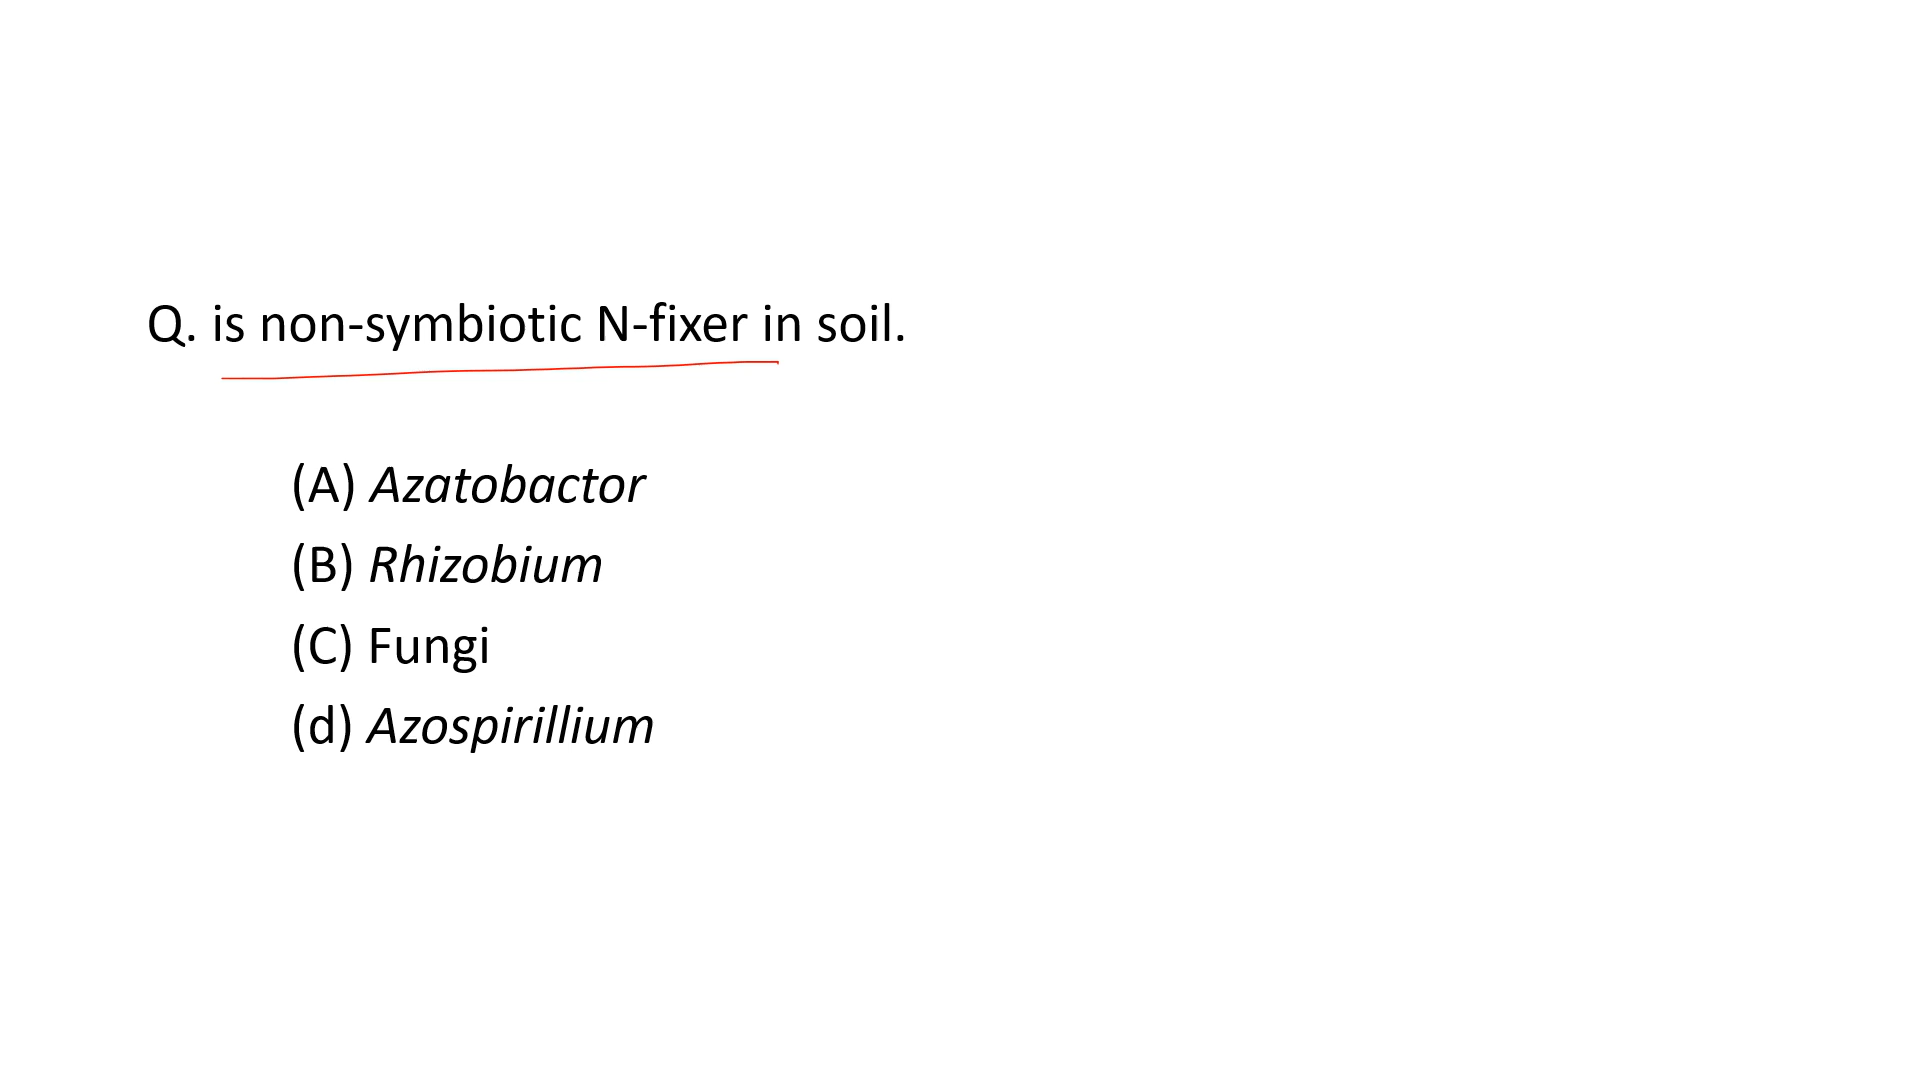 Q. is non-symbiotic N-fixer in soil.
(A) Azatobactor
(B) Rhizobium
(C) Fungi
(d) Azospirillium